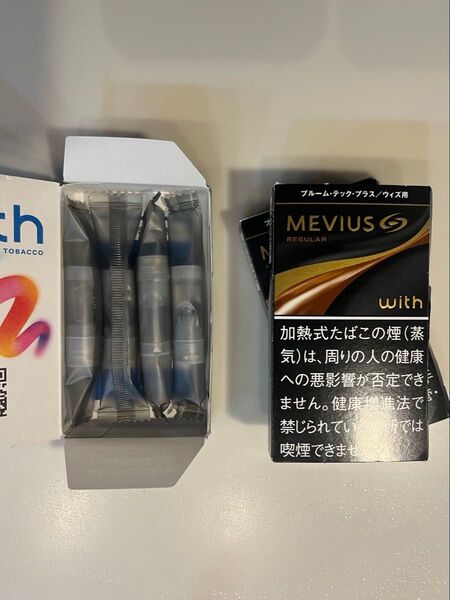 th
TOBACCO
プルーム・テック・プラス/ウィズ用
MEVIUS
REGULAR
with
加熱式たばこの煙(蒸
気)は、周りの人の健康
への悪影響が否定でき
ません。健康増進法で
禁じられてい 所では
喫煙できませ